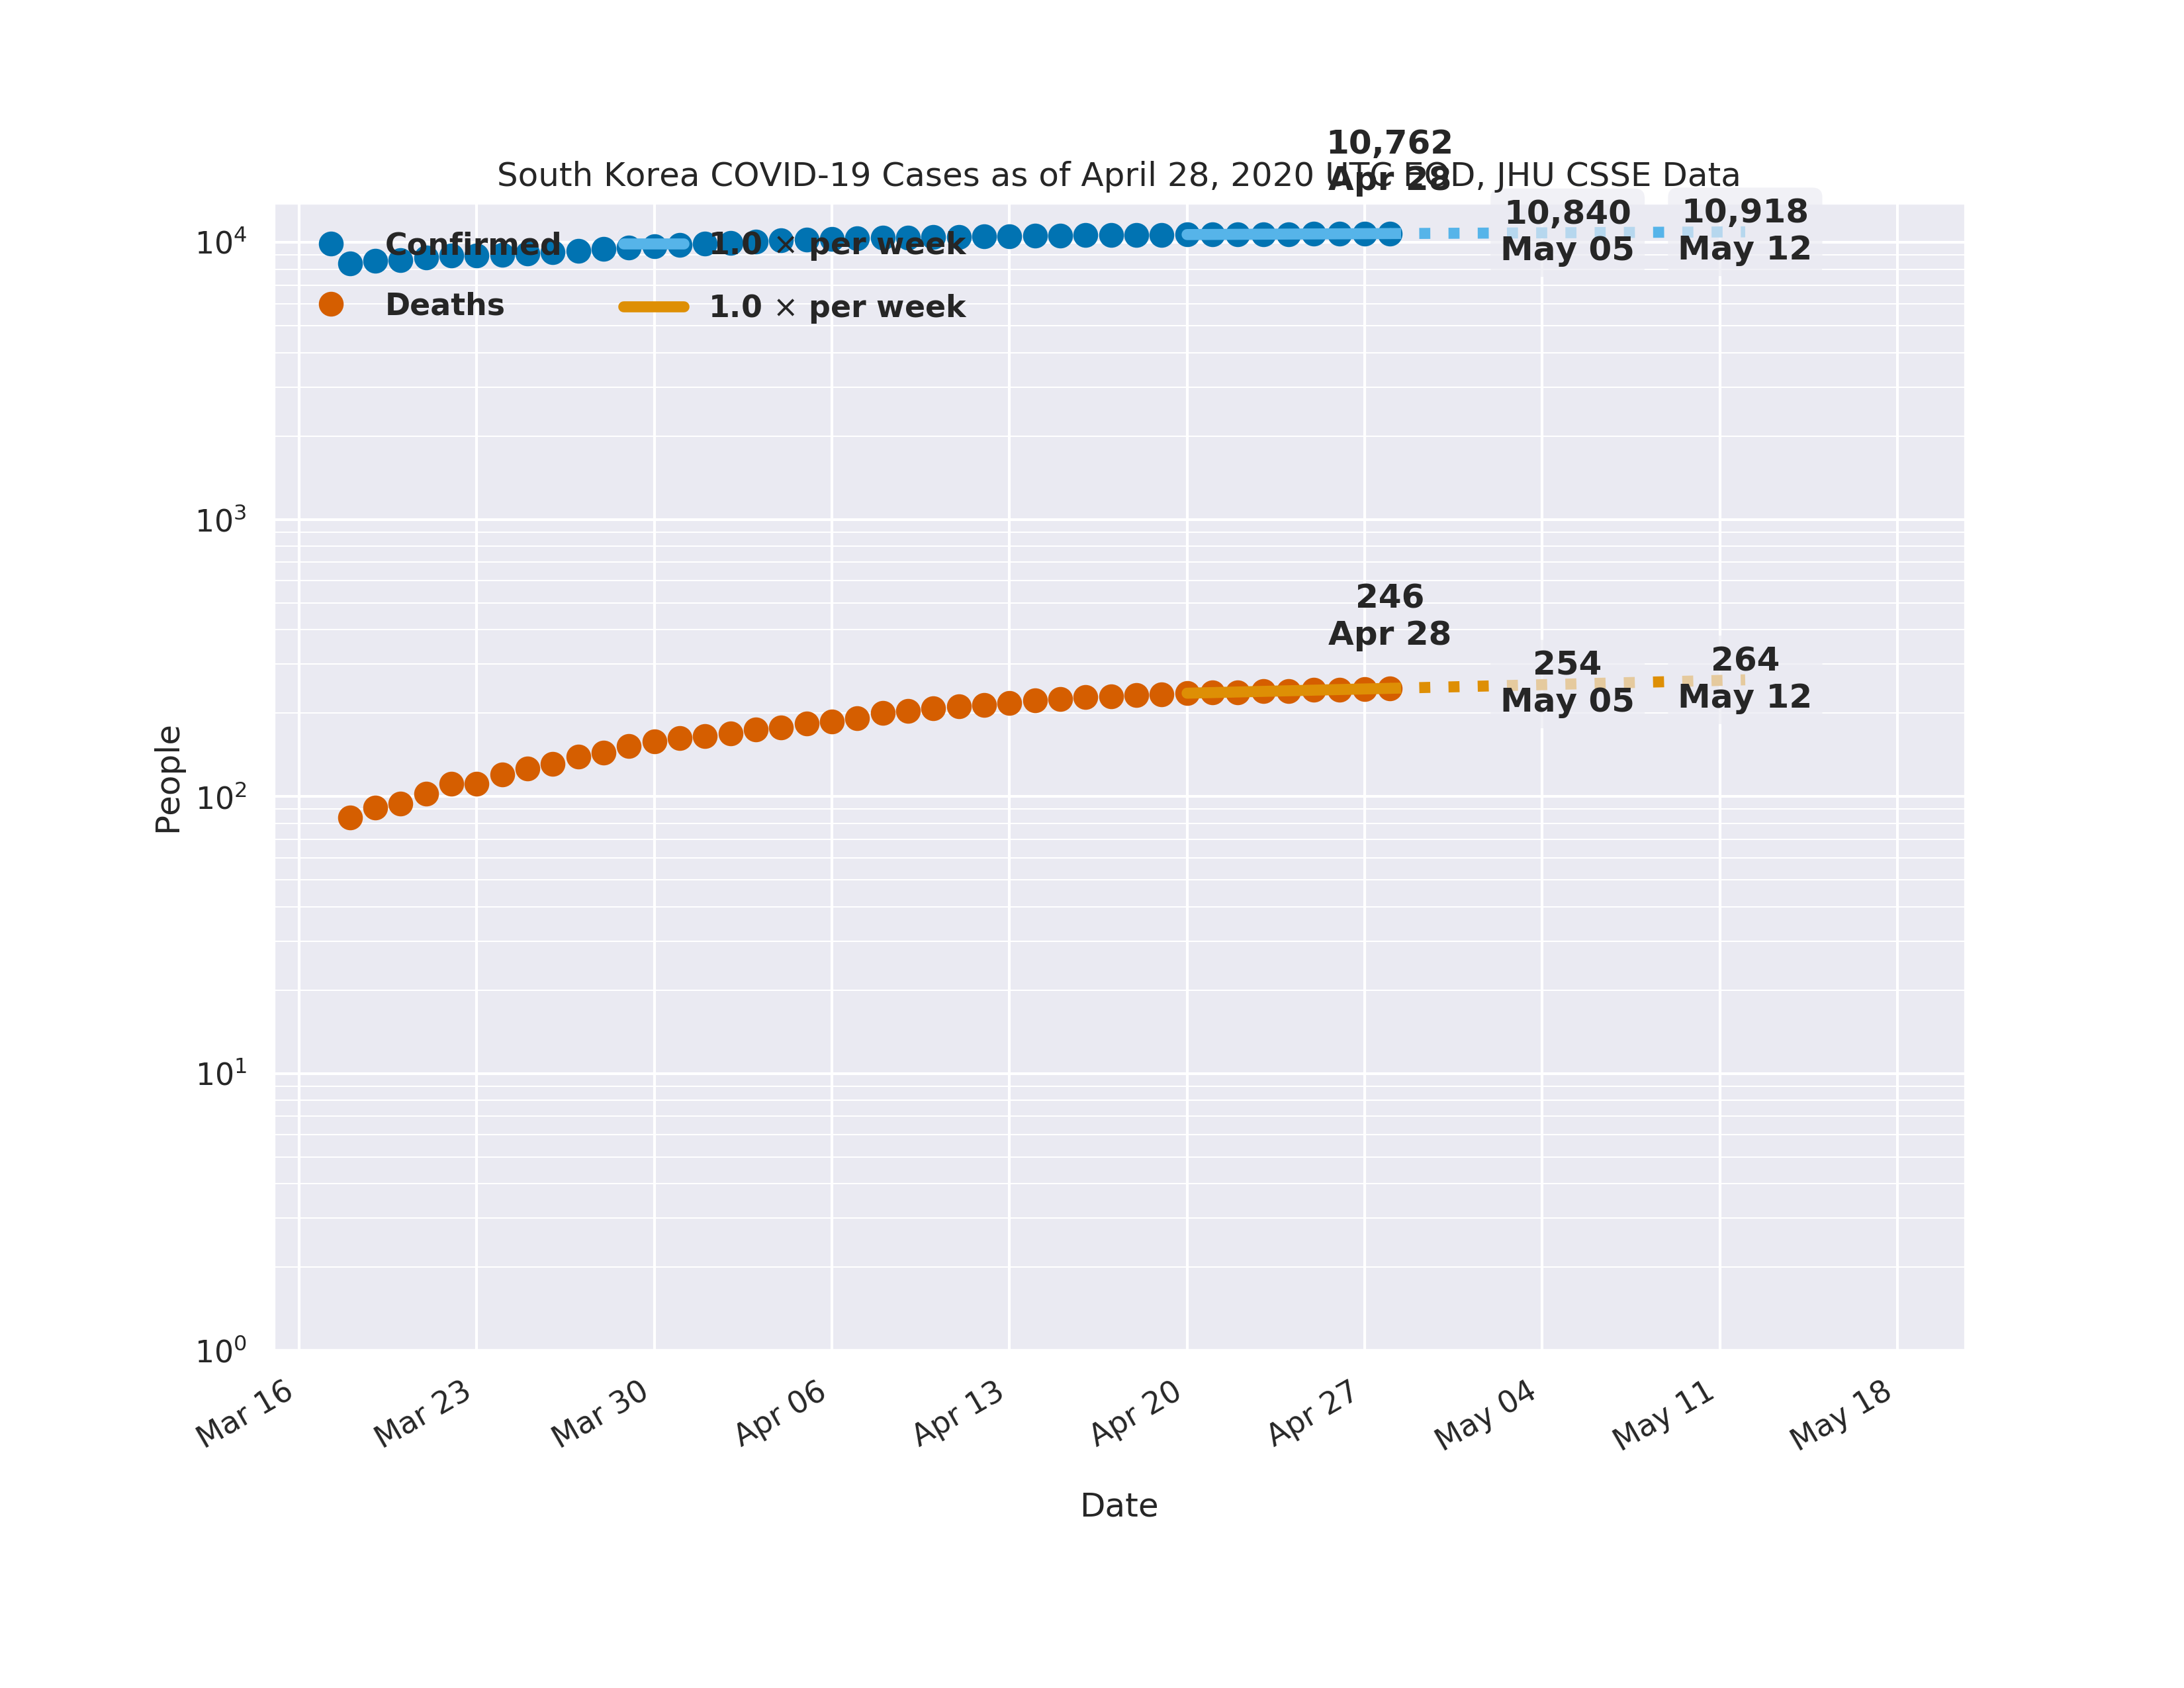 10,762
Apr 28
South Korea COVID-19 Cases as of April 28, 2020 UTC EOD, JHU CSSE Data
10,840
May 05
10,918
May 12
Confirmed
1.0 × per week
Deaths
1.0 × per week
246
Apr 28
254
May 05
264
May 12
10⁴
10³
10²
10¹
10⁰
People
Mar 16
Mar 23
Mar 30
Apr 06
Apr 13
Apr 20
Apr 27
May 04
May 11
May 18
Date